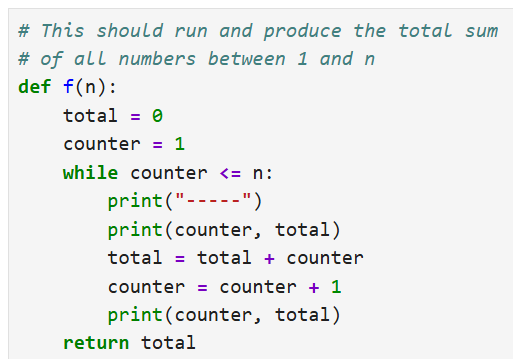 # This should run and produce the total sum
# of all numbers between 1 and n
def f(n):
    total = 0
    counter = 1
    while counter <= n:
        print("-----")
        print(counter, total)
        total = total + counter
        counter = counter + 1
        print(counter, total)
    return total